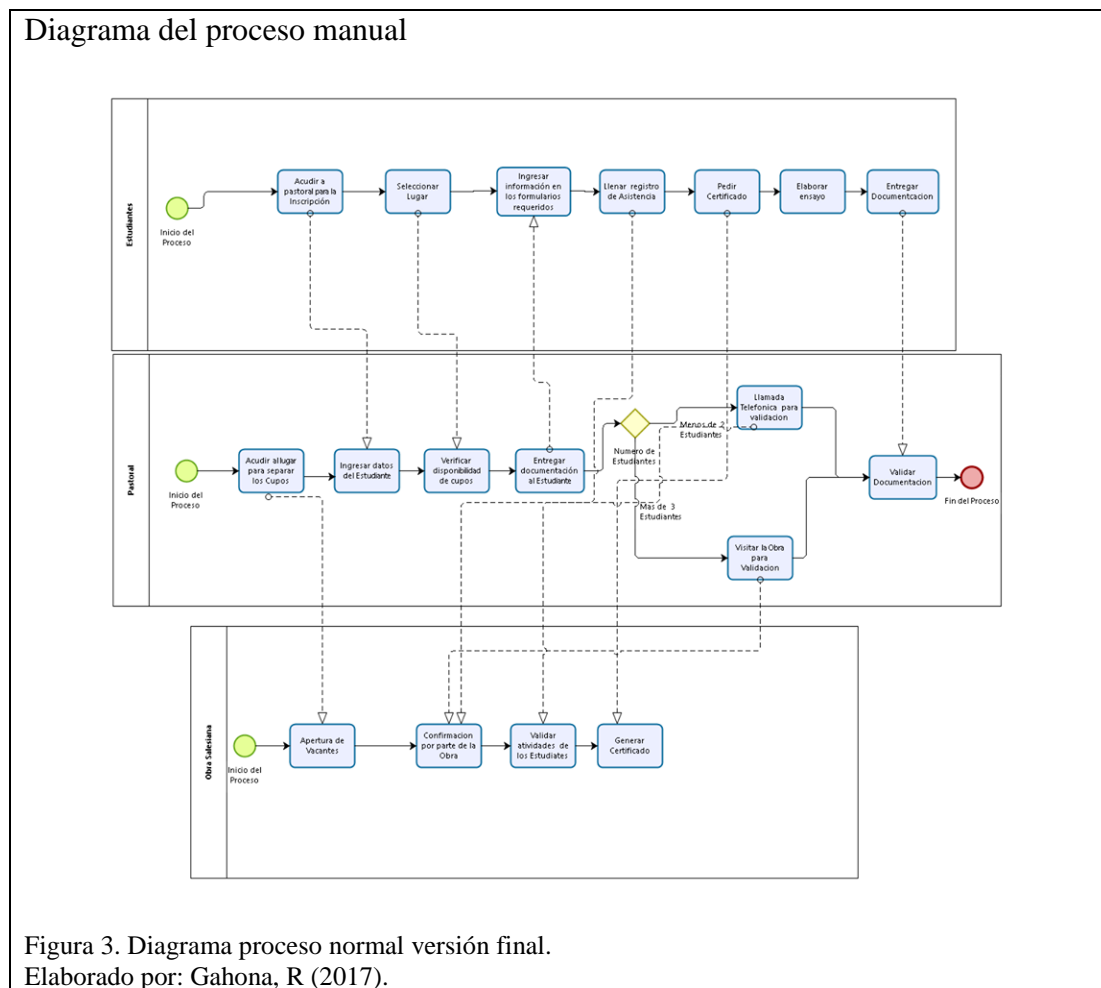 Diagrama del proceso manual
Estudiantes
Inicio del
Proceso
Acudir a
pastoral para la
Inscripción
Seleccionar
Lugar
Ingresar
información en
los formularios
requeridos
Llenar registro
de Asistencia
Pedir
Certificado
Elaborar
ensayo
Entregar
Documentcacion
Pastoral
Inicio del
Proceso
Acudir al lugar
para separar
los Cupos
Ingresar datos
del Estudiante
Verificar
disponibilidad
de cupos
Entregar
documentación
al Estudiante
Numero de
Estudiantes
Menos de 2
Estudiantes
Mas de 3
Estudiantes
Llamada
Telefonica para
validacion
Visitar la Obra
para
Validacion
Validar
Documentacion
Fin del Proceso
Obra Salesiana
Inicio del
Proceso
Apertura de
Vacantes
Confirmacion
por parte de la
Obra
Validar
atividades de
los Estudiates
Generar
Certificado
Figura 3. Diagrama proceso normal versión final.
Elaborado por: Gahona, R (2017).